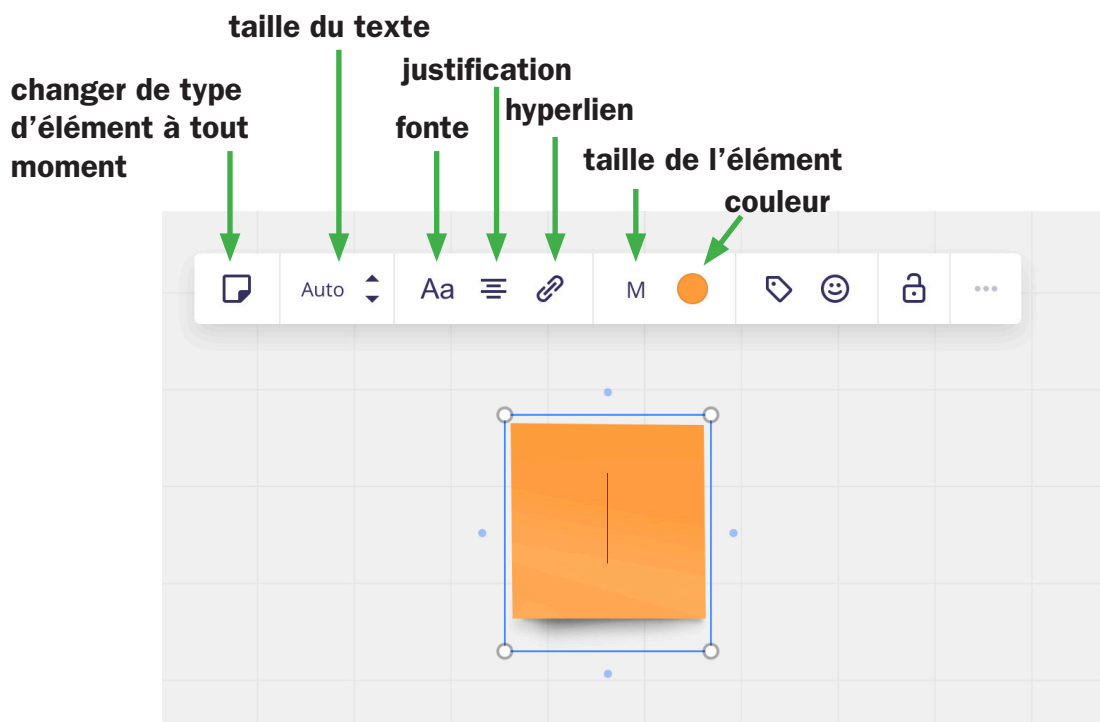 taille du texte
justification
changer de type
d'élément à tout
moment
hyperlien
fonte
taille de l'élément
couleur
Auto
Aa
M